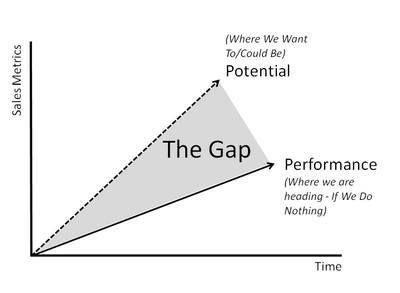 (Where We Want
To/Could Be)
Potential
Sales Metrics
The Gap
Performance
(Where we are
heading - If We Do
Nothing)
Time